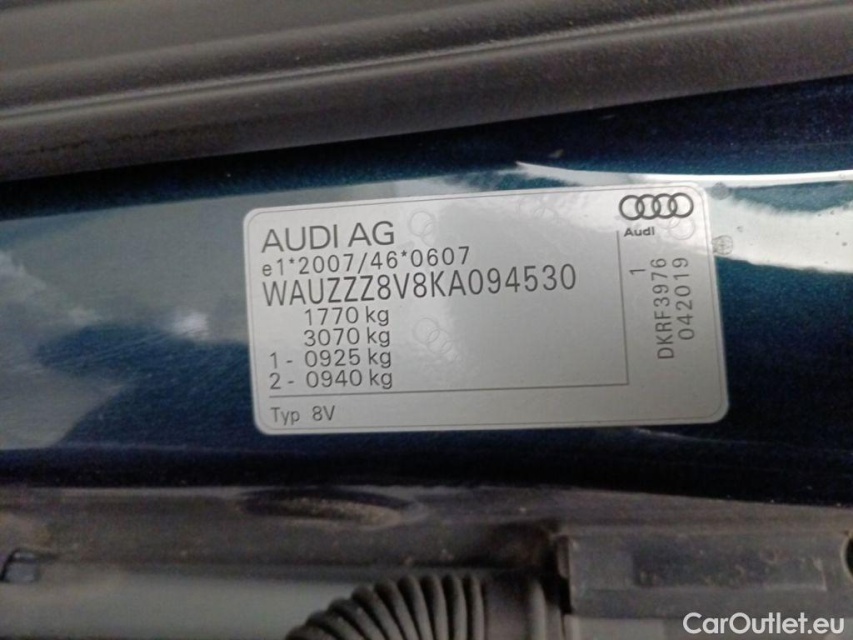 AUDI AG
e1*2007/46*0607
WAUZZZ8V8KA094530
1770 kg
3070 kg
1 - 0925 kg
2 - 0940 kg
Typ 8V
Audi
1
DKRF3976
042019
CarOutlet.eu